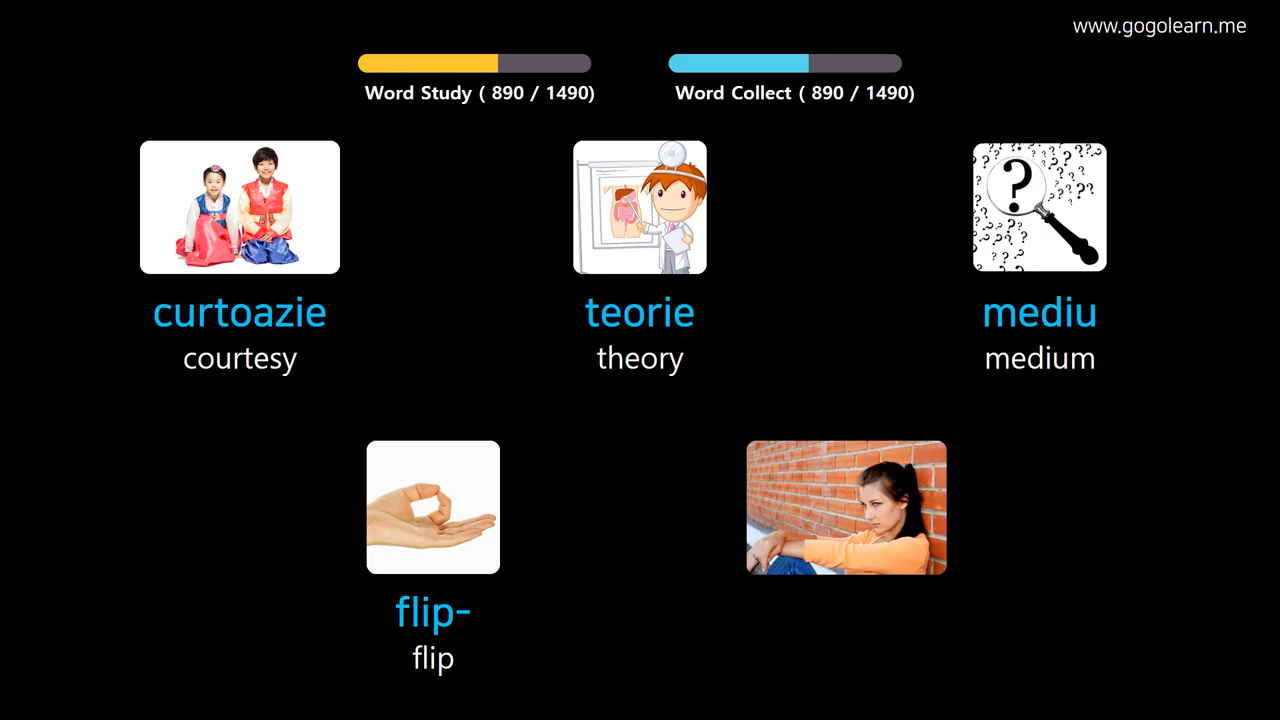 www.gogolearn.me
Word Study ( 890 / 1490)
Word Collect ( 890 / 1490)
curtoazie
courtesy
teorie
theory
mediu
medium
flip-
flip